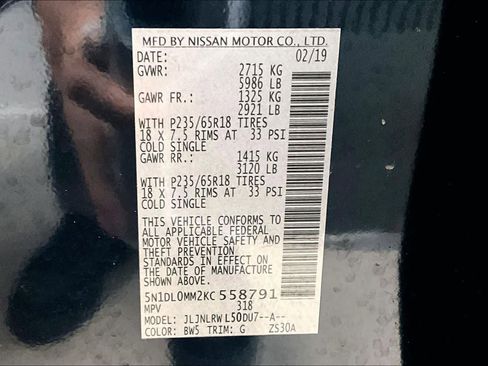 MFD BY NISSAN MOTOR CO., LTD.
DATE: 02/19
GVWR: 2715 KG
5986 LB
GAWR FR.: 1325 KG
2921 LB
WITH P235/65R18 TIRES
18 X 7.5 RIMS AT 33 PSI
COLD SINGLE
GAWR RR.: 1415 KG
3120 LB
WITH P235/65R18 TIRES
18 X 7.5 RIMS AT 33 PSI
COLD SINGLE
THIS VEHICLE CONFORMS TO
ALL APPLICABLE FEDERAL
MOTOR VEHICLE SAFETY AND
THEFT PREVENTION
STANDARDS IN EFFECT ON
THE DATE OF MANUFACTURE
SHOWN ABOVE.
5N1DL0MM2KC558791
MPV 318
MODEL: JLJNLRW L50DU7--A--
COLOR: BW5 TRIM: G ZS30A